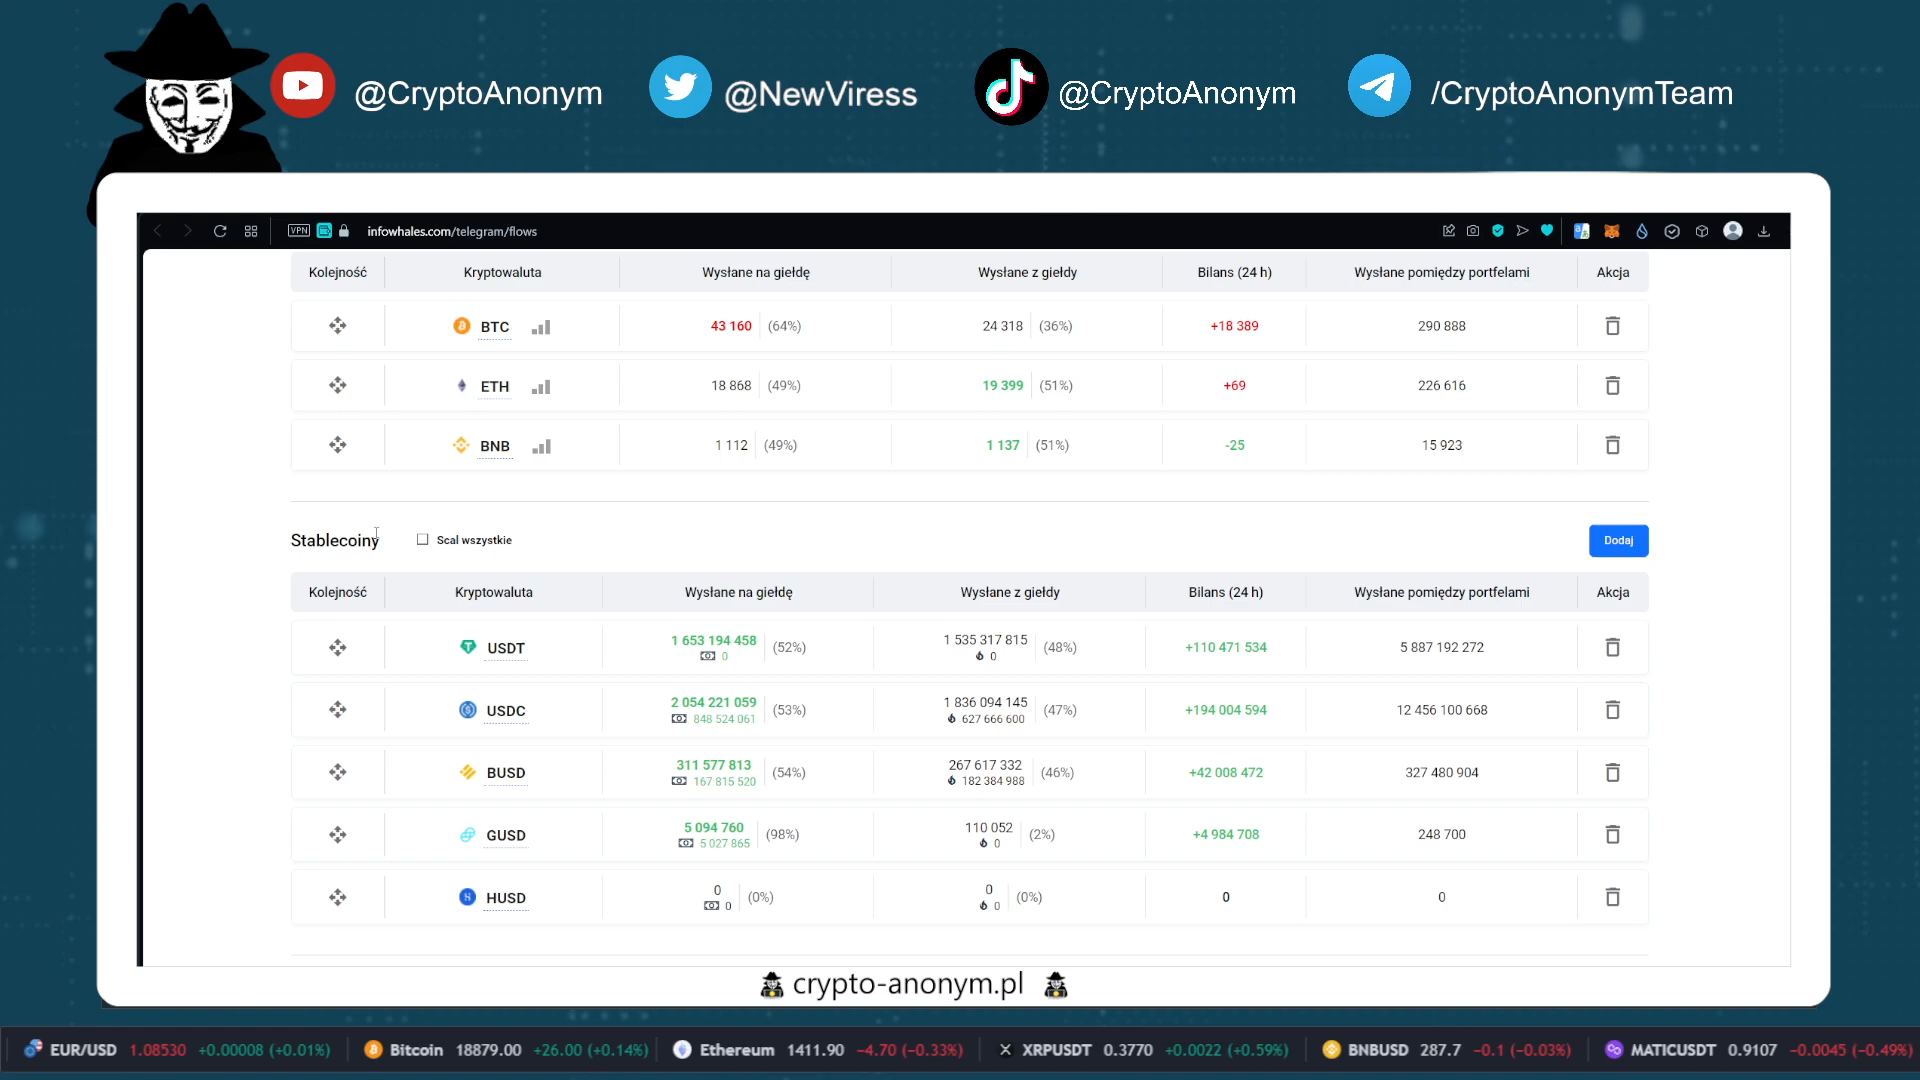 @CryptoAnonym @NewViress @CryptoAnonym /CryptoAnonymTeam
VPN infowhales.com/telegram/flows
Kolejność Kryptowaluta Wysłane na giełdę Wysłane z giełdy Bilans (24 h) Wysłane pomiędzy portfelami Akcja
BTC 43 160 (64%) 24 318 (36%) +18 389 290 888
ETH 18 868 (49%) 19 399 (51%) +69 226 616
BNB 1 112 (49%) 1 137 (51%) -25 15 923
Stablecoiny Scal wszystkie Dodaj
Kolejność Kryptowaluta Wysłane na giełdę Wysłane z giełdy Bilans (24 h) Wysłane pomiędzy portfelami Akcja
USDT 1 653 194 458 0 (52%) 1 535 317 815 0 (48%) +110 471 534 5 887 192 272
USDC 2 054 221 059 848 524 061 (53%) 1 836 094 145 627 666 600 (47%) +194 004 594 12 456 100 668
BUSD 311 577 813 167 815 520 (54%) 267 617 332 182 384 988 (46%) +42 008 472 327 480 904
GUSD 5 094 760 5 027 865 (98%) 110 052 0 (2%) +4 984 708 248 700
HUSD 0 0 (0%) 0 0 (0%) 0 0
crypto-anonym.pl
EUR/USD 1.08530 +0.00008 (+0.01%) Bitcoin 18879.00 +26.00 (+0.14%) Ethereum 1411.90 −4.70 (−0.33%) XRPUSDT 0.3770 +0.0022 (+0.59%) BNBUSD 287.7 −0.1 (−0.03%) MATICUSDT 0.9107 −0.0045 (−0.49%)